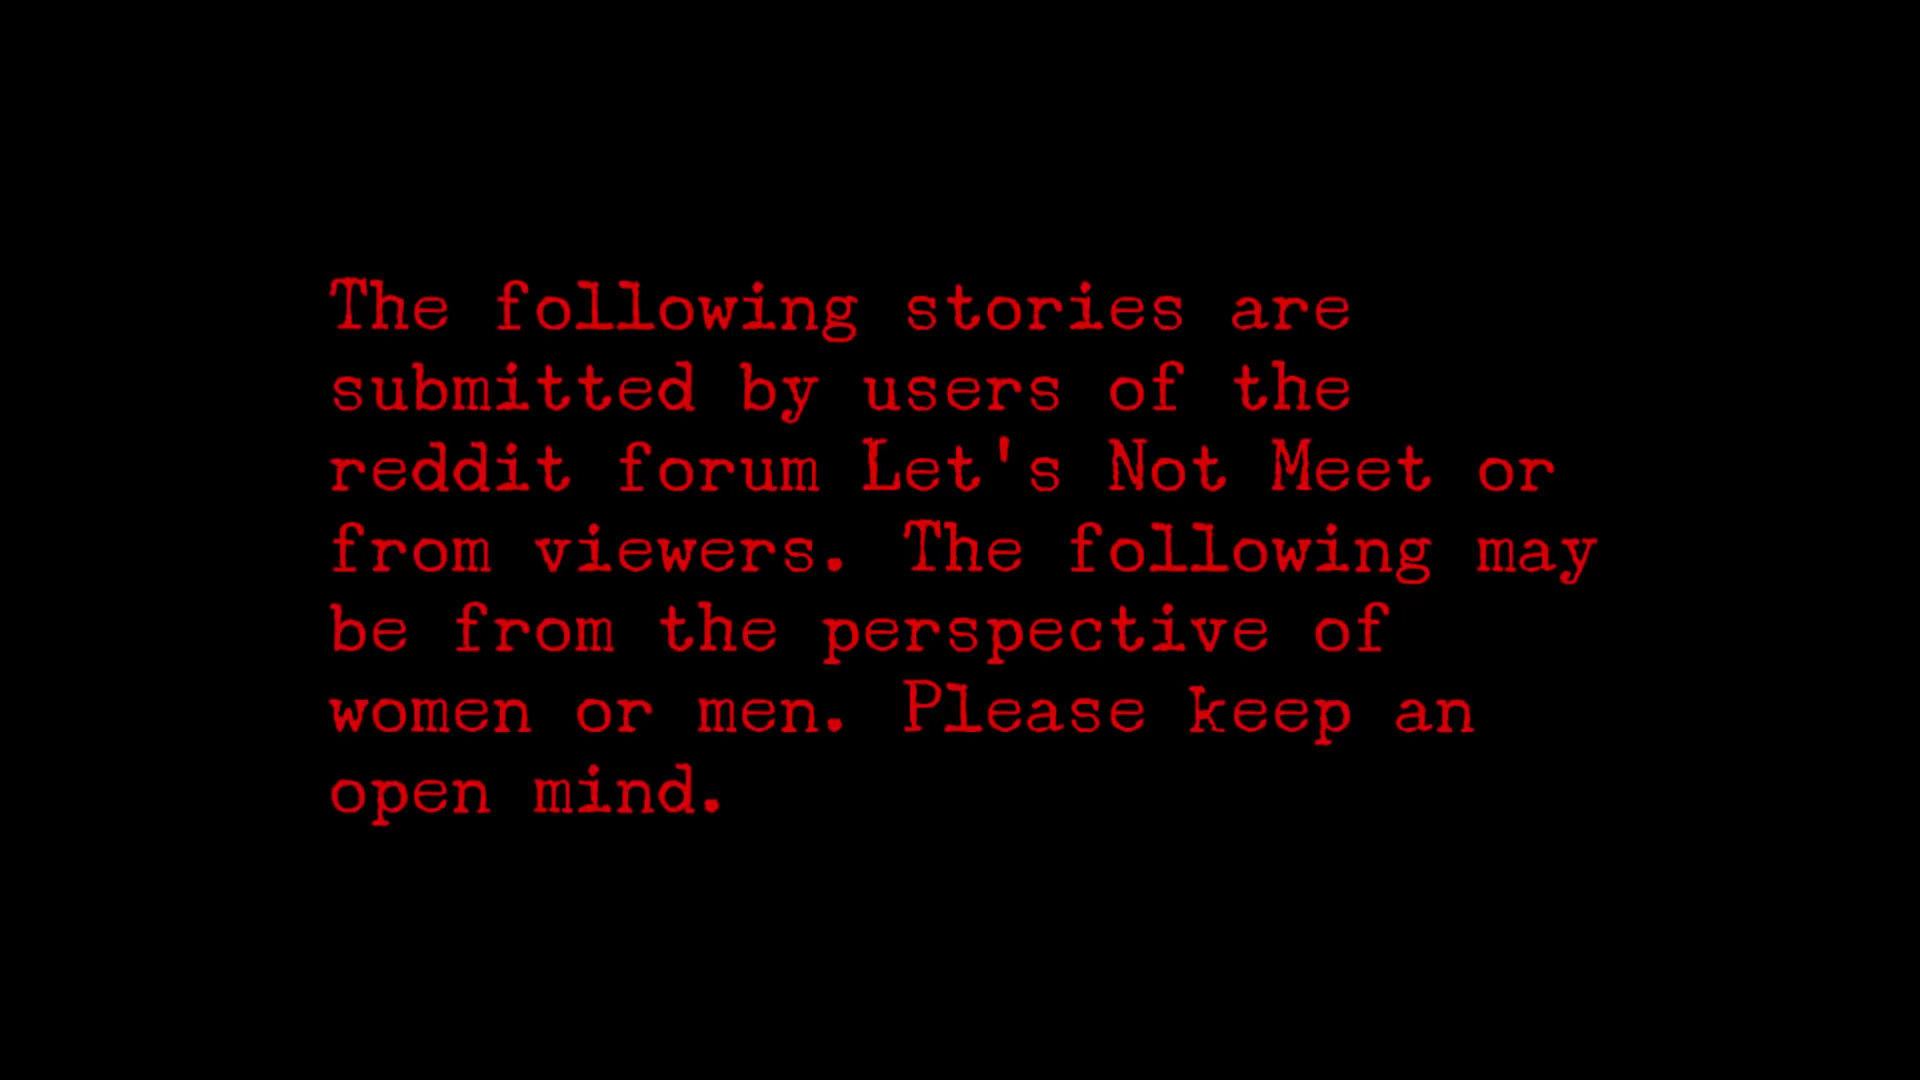 The following stories are
submitted by users of the
reddit forum Let's Not Meet or
from viewers. The following may
be from the perspective of
women or men. Please keep an
open mind.